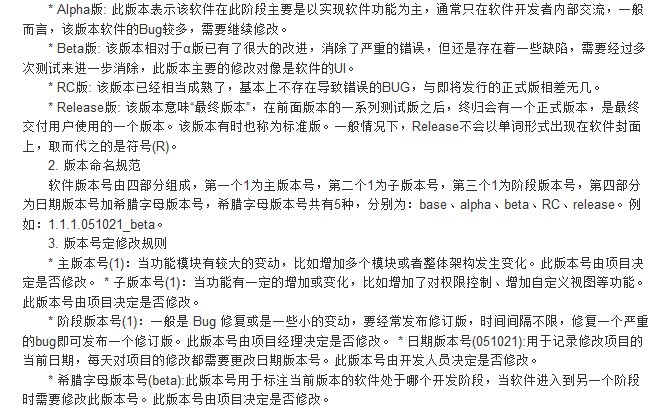 * Alpha版: 此版本表示该软件在此阶段主要是以实现软件功能为主，通常只在软件开发者内部交流，一般
而言，该版本软件的Bug较多，需要继续修改。
* Beta版: 该版本相对于α版已有了很大的改进，消除了严重的错误，但还是存在着一些缺陷，需要经过多
次测试来进一步消除，此版本主要的修改对像是软件的UI。
* RC版: 该版本已经相当成熟了，基本上不存在导致错误的BUG，与即将发行的正式版相差无几。
* Release版: 该版本意味“最终版本”，在前面版本的一系列测试版之后，终归会有一个正式版本，是最终
交付用户使用的一个版本。该版本有时也称为标准版。一般情况下，Release不会以单词形式出现在软件封面
上，取而代之的是符号(R)。
2. 版本命名规范
软件版本号由四部分组成，第一个1为主版本号，第二个1为子版本号，第三个1为阶段版本号，第四部分
为日期版本号加希腊字母版本号，希腊字母版本号共有5种，分别为：base、alpha、beta、RC、release。例
如：1.1.1.051021_beta。
3. 版本号定修改规则
* 主版本号(1)：当功能模块有较大的变动，比如增加多个模块或者整体架构发生变化。此版本号由项目决
定是否修改。 * 子版本号(1)：当功能有一定的增加或变化，比如增加了对权限控制、增加自定义视图等功能。
此版本号由项目决定是否修改。
* 阶段版本号(1)：一般是 Bug 修复或是一些小的变动，要经常发布修订版，时间间隔不限，修复一个严重
的bug即可发布一个修订版。此版本号由项目经理决定是否修改。 * 日期版本号(051021):用于记录修改项目的
当前日期，每天对项目的修改都需要更改日期版本号。此版本号由开发人员决定是否修改。
* 希腊字母版本号(beta):此版本号用于标注当前版本的软件处于哪个开发阶段，当软件进入到另一个阶段
时需要修改此版本号。此版本号由项目决定是否修改。